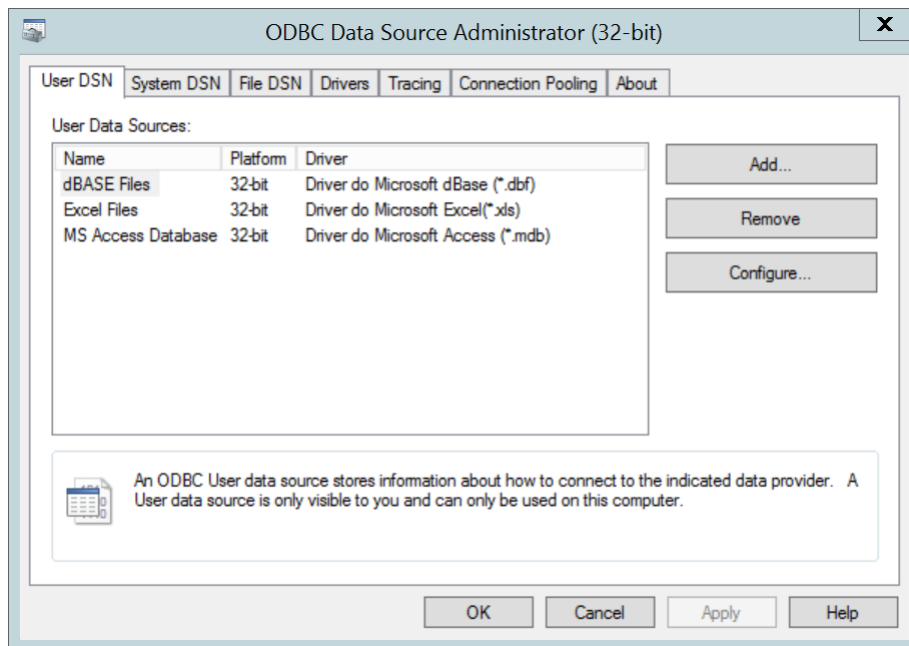 ODBC Data Source Administrator (32-bit)
X
User DSN System DSN File DSN Drivers Tracing Connection Pooling About
User Data Sources:
Name Platform Driver
dBASE Files 32-bit Driver do Microsoft dBase (*.dbf)
Excel Files 32-bit Driver do Microsoft Excel(*.xls)
MS Access Database 32-bit Driver do Microsoft Access (*.mdb)
Add...
Remove
Configure...
An ODBC User data source stores information about how to connect to the indicated data provider. A
User data source is only visible to you and can only be used on this computer.
OK Cancel Apply Help